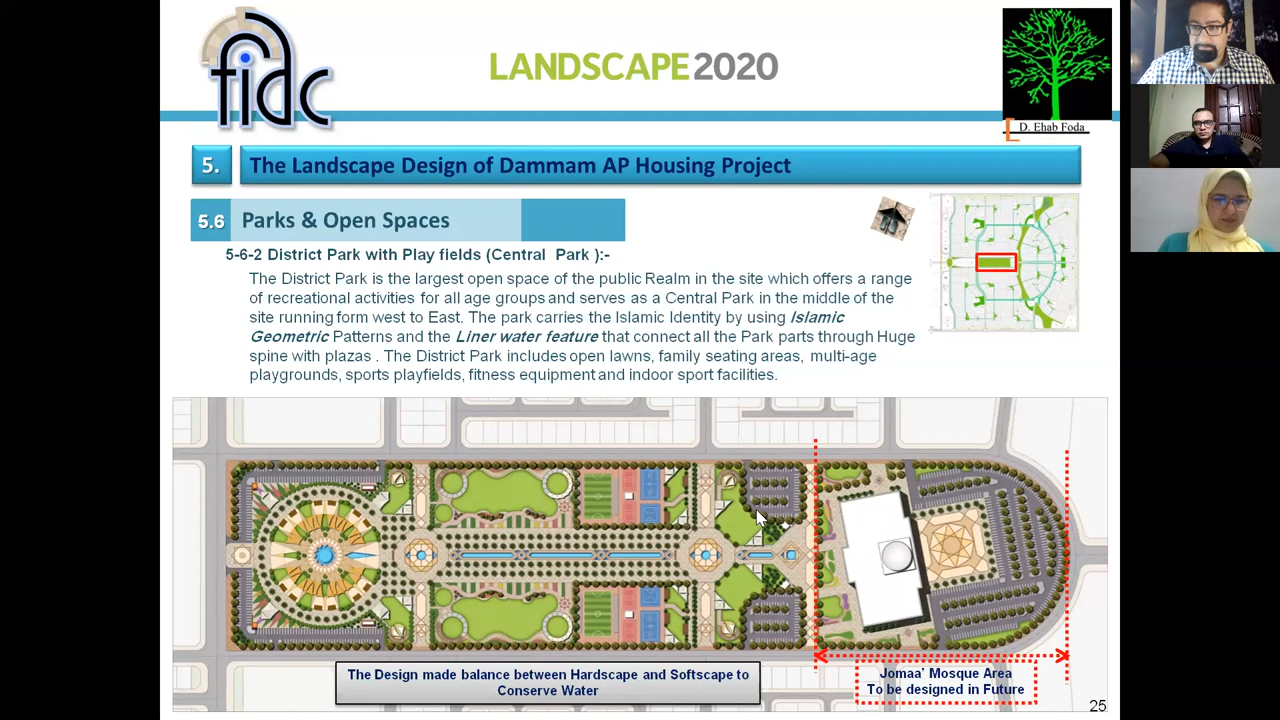 fidc
LANDSCAPE2020
D. Ehab Foda
5. The Landscape Design of Dammam AP Housing Project
5.6 Parks & Open Spaces
5-6-2 District Park with Play fields (Central Park ):-
The District Park is the largest open space of the public Realm in the site which offers a range
of recreational activities for all age groups and serves as a Central Park in the middle of the
site running form west to East. The park carries the Islamic Identity by using Islamic
Geometric Patterns and the Liner water feature that connect all the Park parts through Huge
spine with plazas . The District Park includes open lawns, family seating areas, multi-age
playgrounds, sports playfields, fitness equipment and indoor sport facilities.
The Design made balance between Hardscape and Softscape to
Conserve Water
Jomaa' Mosque Area
To be designed in Future
25